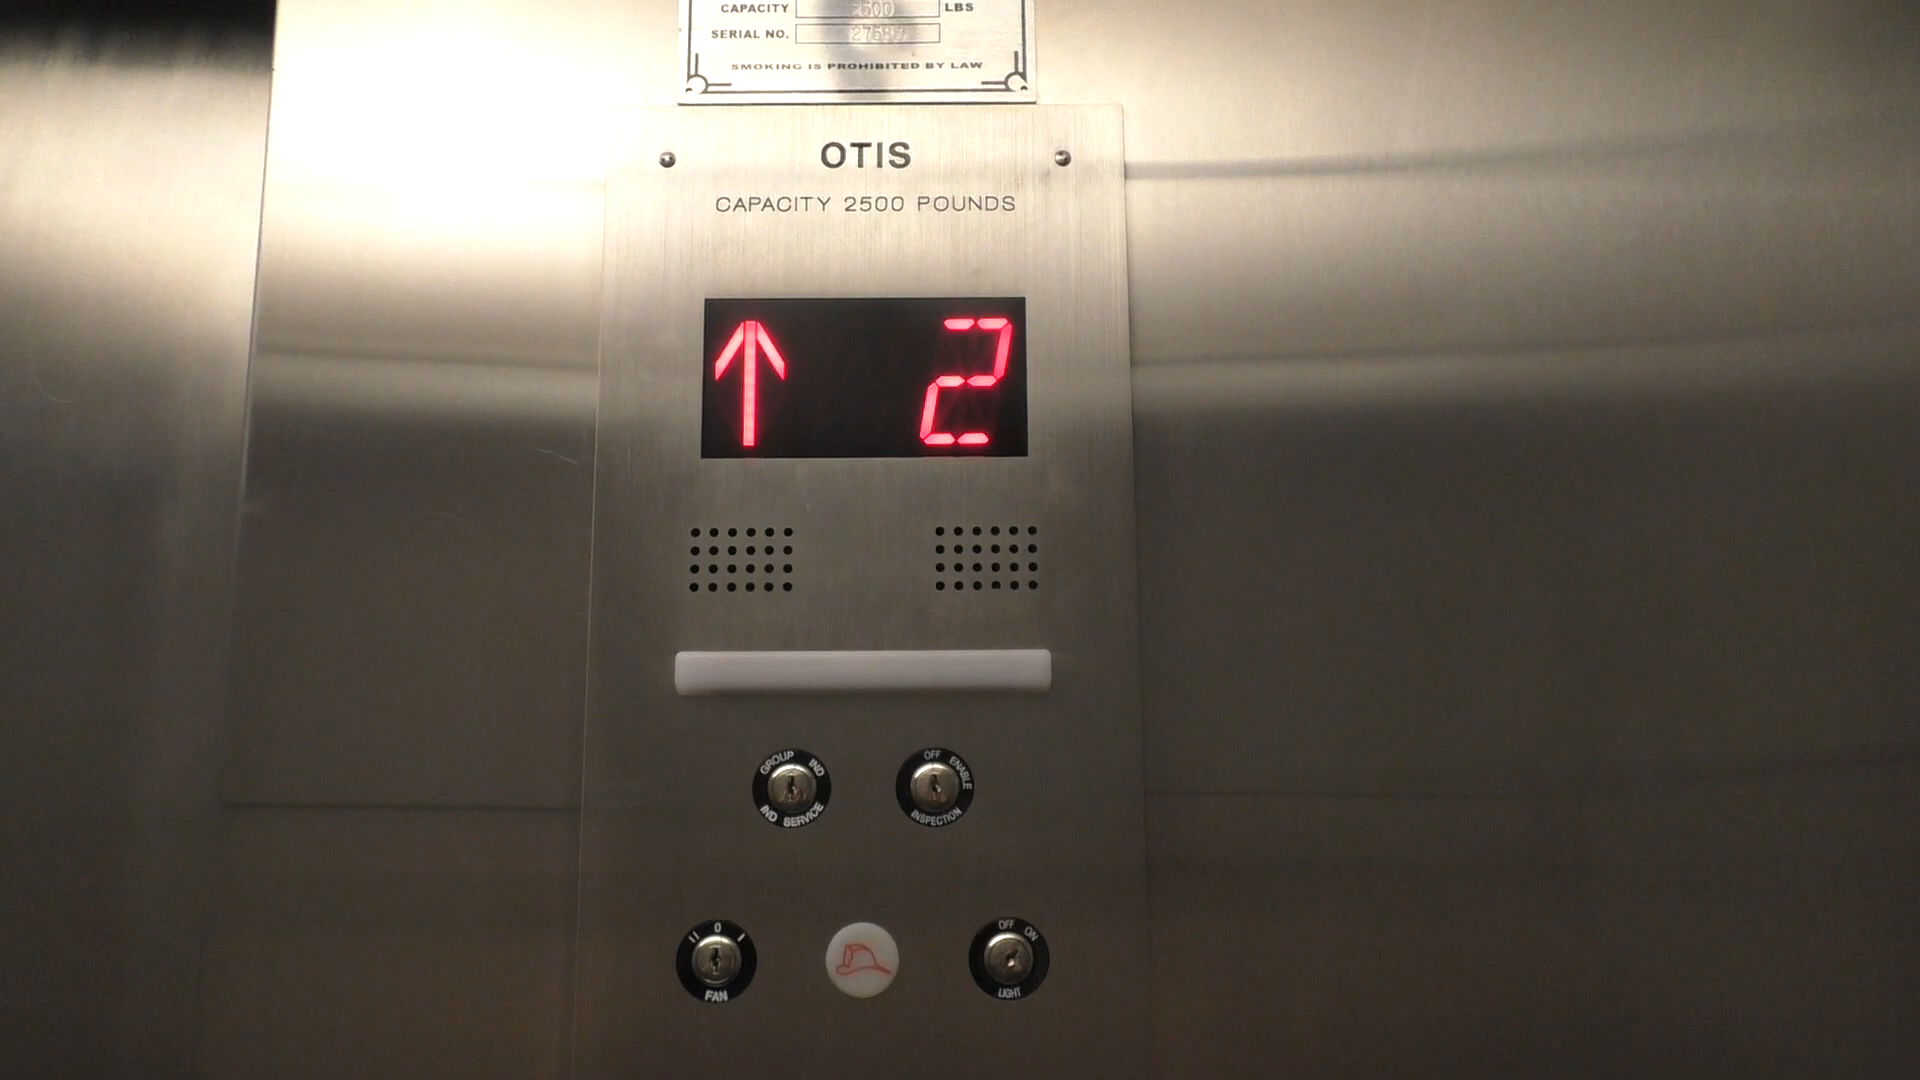 CAPACITY 2500 LBS
SERIAL NO.
SMOKING IS PROHIBITED BY LAW
OTIS
CAPACITY 2500 POUNDS
2
GROUP IND
IND SERVICE
OFF ENABLE
INSPECTION
II 0 I
FAN
OFF ON
LIGHT